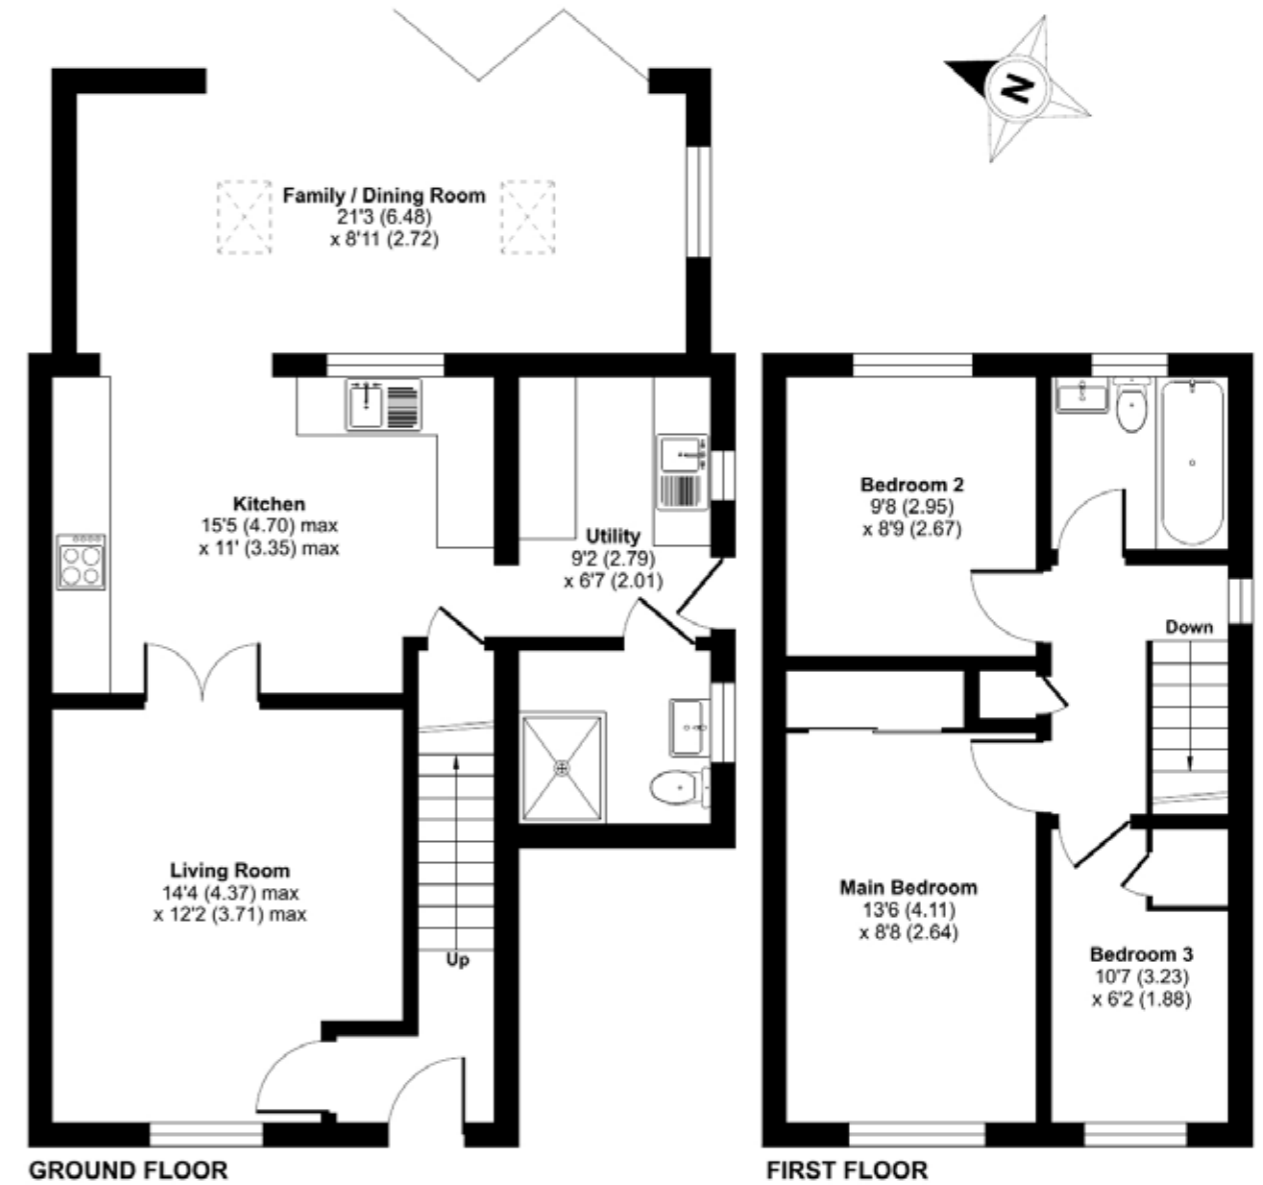 N
Family / Dining Room
21'3 (6.48)
x 8'11 (2.72)
Kitchen
15'5 (4.70) max
x 11' (3.35) max
Utility
9'2 (2.79)
x 6'7 (2.01)
Living Room
14'4 (4.37) max
x 12'2 (3.71) max
Up
GROUND FLOOR
Bedroom 2
9'8 (2.95)
x 8'9 (2.67)
Down
Main Bedroom
13'6 (4.11)
x 8'8 (2.64)
Bedroom 3
10'7 (3.23)
x 6'2 (1.88)
FIRST FLOOR